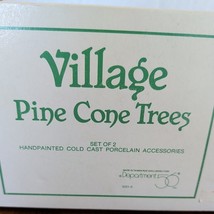 Village
Pine Cone Trees
SET OF 2
HANDPAINTED COLD CAST PORCELAIN ACCESSORIES
Department 56